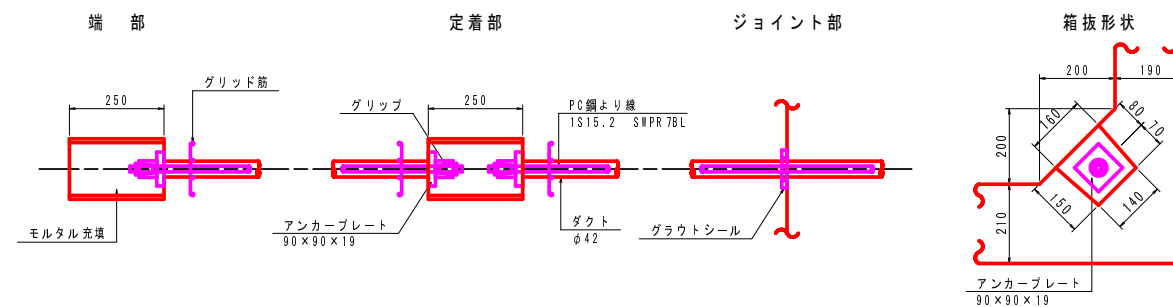 端部
定着部
ジョイント部
箱抜形状
250
グリッド筋
モルタル充填
グリップ
250
PC鋼より線
1S15.2 SWPR7BL
アンカープレート
90×90×19
ダクト
φ42
グラウトシール
200
190
200
160
80
70
150
140
210
アンカープレート
90×90×19